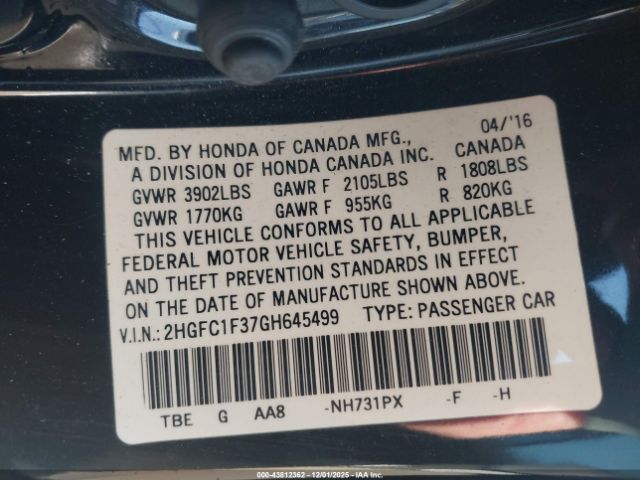 04/'16
MFD. BY HONDA OF CANADA MFG., CANADA
A DIVISION OF HONDA CANADA INC.
GVWR 3902LBS GAWR F 2105LBS R 1808LBS
GVWR 1770KG GAWR F 955KG R 820KG
THIS VEHICLE CONFORMS TO ALL APPLICABLE
FEDERAL MOTOR VEHICLE SAFETY, BUMPER,
AND THEFT PREVENTION STANDARDS IN EFFECT
ON THE DATE OF MANUFACTURE SHOWN ABOVE.
V.I.N.: 2HGFC1F37GH645499 TYPE: PASSENGER CAR
TBE G AA8 -NH731PX -F -H
000-43812362 • 12/01/2025 • IAA Inc.